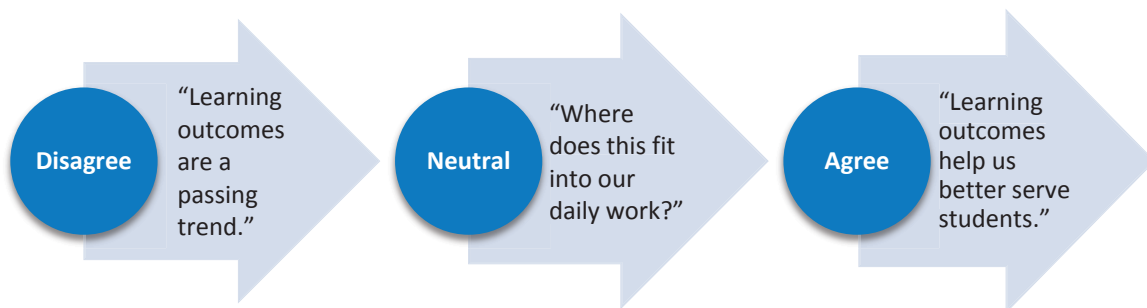 Disagree
“Learning
outcomes
are a
passing
trend.”
Neutral
“Where
does this fit
into our
daily work?”
Agree
“Learning
outcomes
help us
better serve
students.”